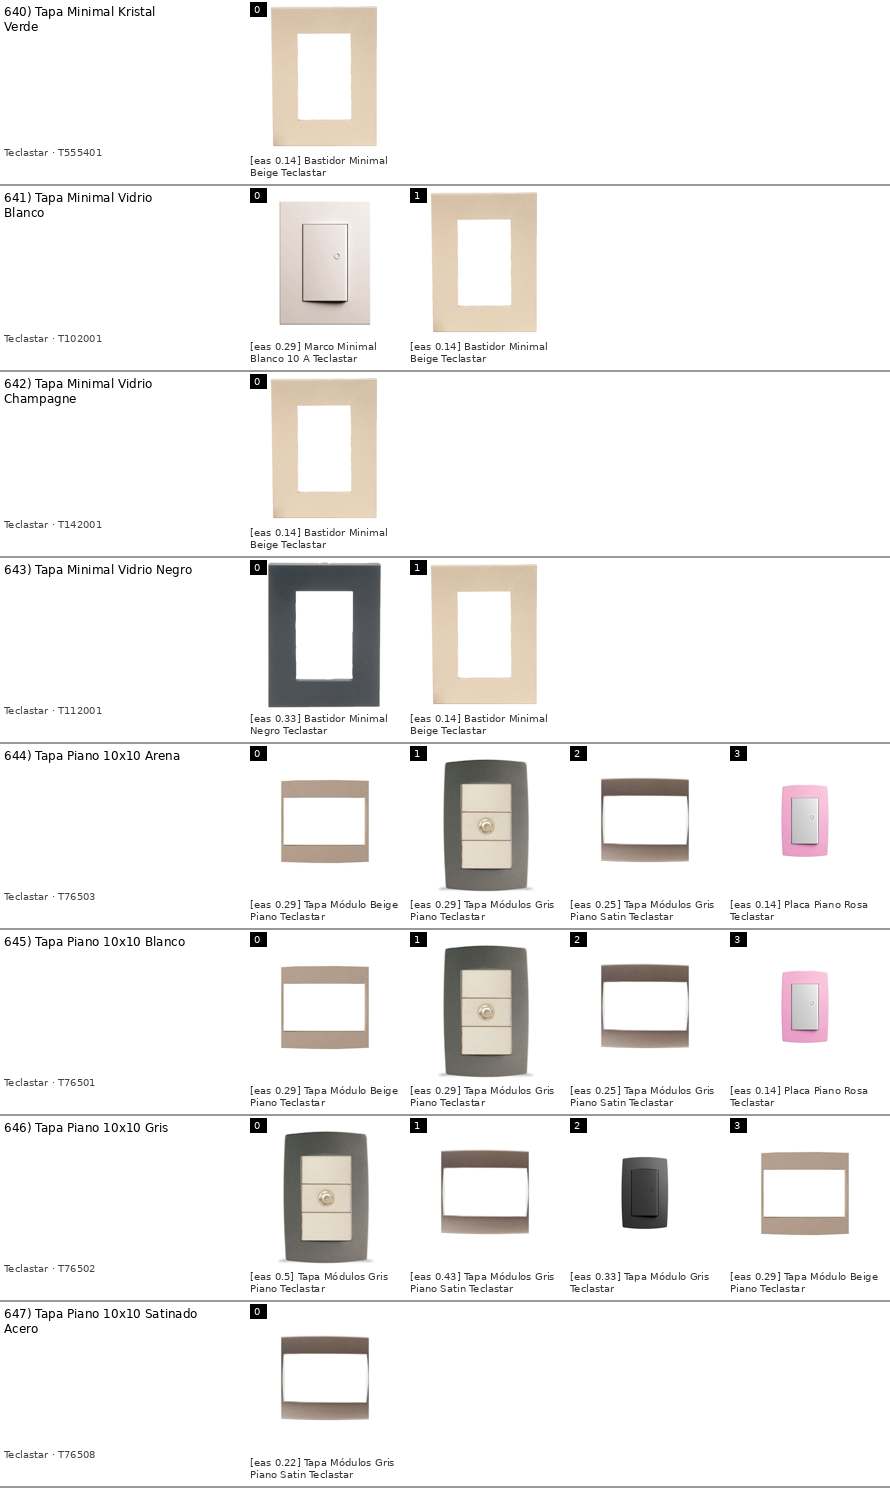 640) Tapa Minimal Kristal
Verde
0
Teclastar · T555401
[eas 0.14] Bastidor Minimal
Beige Teclastar
641) Tapa Minimal Vidrio
Blanco
0
1
Teclastar · T102001
[eas 0.29] Marco Minimal
Blanco 10 A Teclastar
[eas 0.14] Bastidor Minimal
Beige Teclastar
642) Tapa Minimal Vidrio
Champagne
0
Teclastar · T142001
[eas 0.14] Bastidor Minimal
Beige Teclastar
643) Tapa Minimal Vidrio Negro
0
1
Teclastar · T112001
[eas 0.33] Bastidor Minimal
Negro Teclastar
[eas 0.14] Bastidor Minimal
Beige Teclastar
644) Tapa Piano 10x10 Arena
0
1
2
3
Teclastar · T76503
[eas 0.29] Tapa Módulo Beige
Piano Teclastar
[eas 0.29] Tapa Módulos Gris
Piano Teclastar
[eas 0.25] Tapa Módulos Gris
Piano Satin Teclastar
[eas 0.14] Placa Piano Rosa
Teclastar
645) Tapa Piano 10x10 Blanco
0
1
2
3
Teclastar · T76501
[eas 0.29] Tapa Módulo Beige
Piano Teclastar
[eas 0.29] Tapa Módulos Gris
Piano Teclastar
[eas 0.25] Tapa Módulos Gris
Piano Satin Teclastar
[eas 0.14] Placa Piano Rosa
Teclastar
646) Tapa Piano 10x10 Gris
0
1
2
3
Teclastar · T76502
[eas 0.5] Tapa Módulos Gris
Piano Teclastar
[eas 0.43] Tapa Módulos Gris
Piano Satin Teclastar
[eas 0.33] Tapa Módulo Gris
Teclastar
[eas 0.29] Tapa Módulo Beige
Piano Teclastar
647) Tapa Piano 10x10 Satinado
Acero
0
Teclastar · T76508
[eas 0.22] Tapa Módulos Gris
Piano Satin Teclastar